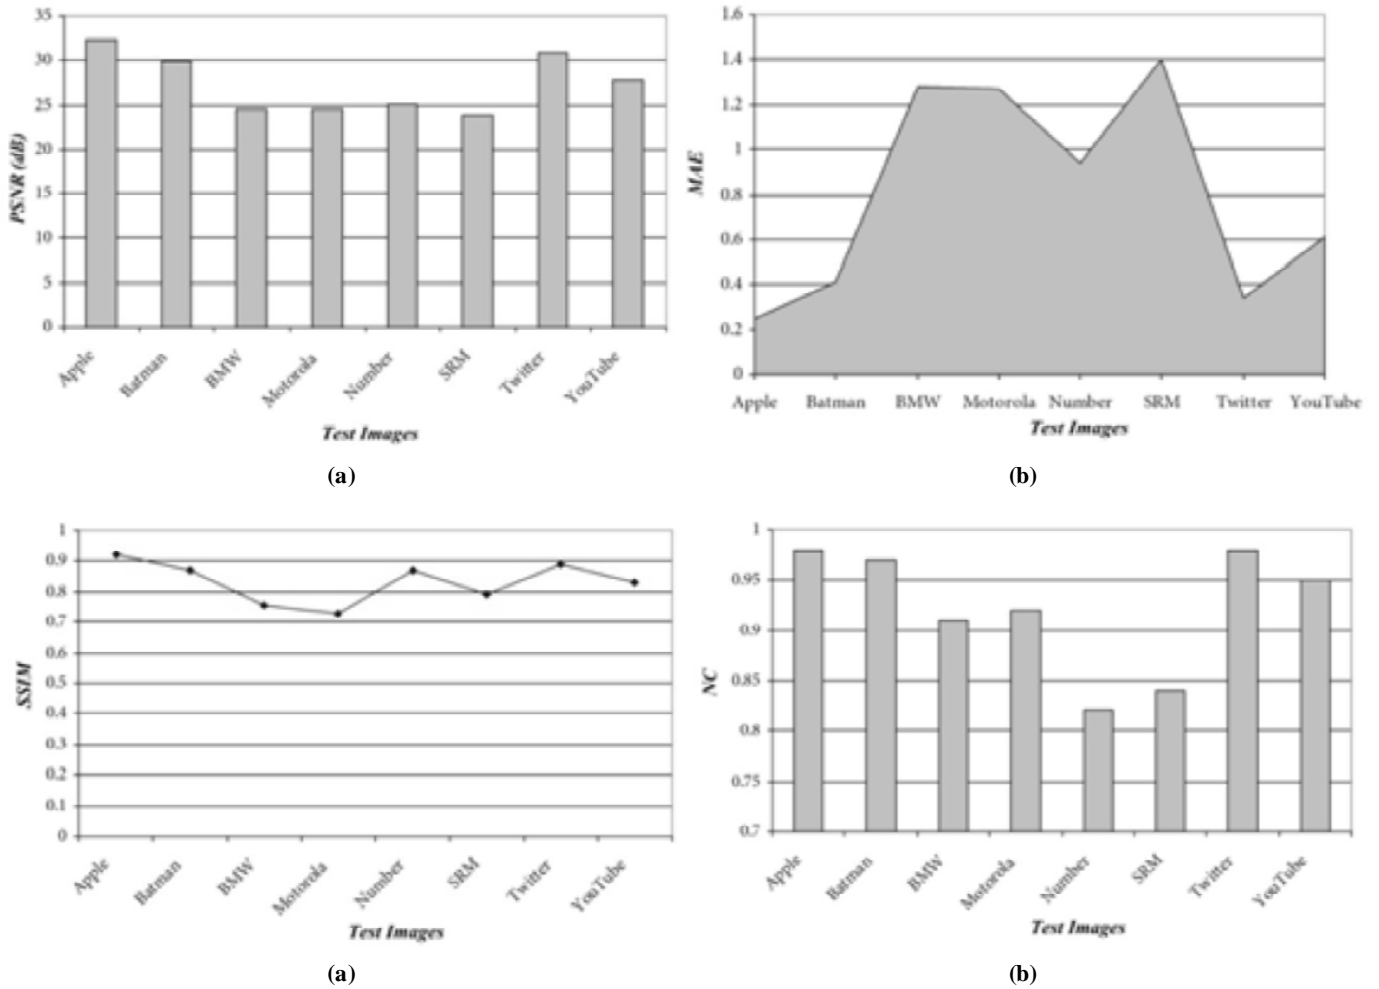 35
30
25
20
15
10
5
0
PSNR (dB)
Apple
Batman
BMW
Motorola
Number
SRM
Twitter
YouTube
Test Images
(a)
1.6
1.4
1.2
1
0.8
0.6
0.4
0.2
0
MAE
Apple Batman BMW Motorola Number SRM Twitter YouTube
Test Images
(b)
1
0.9
0.8
0.7
0.6
0.5
0.4
0.3
0.2
0.1
0
SSIM
Apple
Batman
BMW
Motorola
Number
SRM
Twitter
YouTube
Test Images
(a)
1
0.95
0.9
0.85
0.8
0.75
0.7
NC
Apple
Batman
BMW
Motorola
Number
SRM
Twitter
YouTube
Test Images
(b)